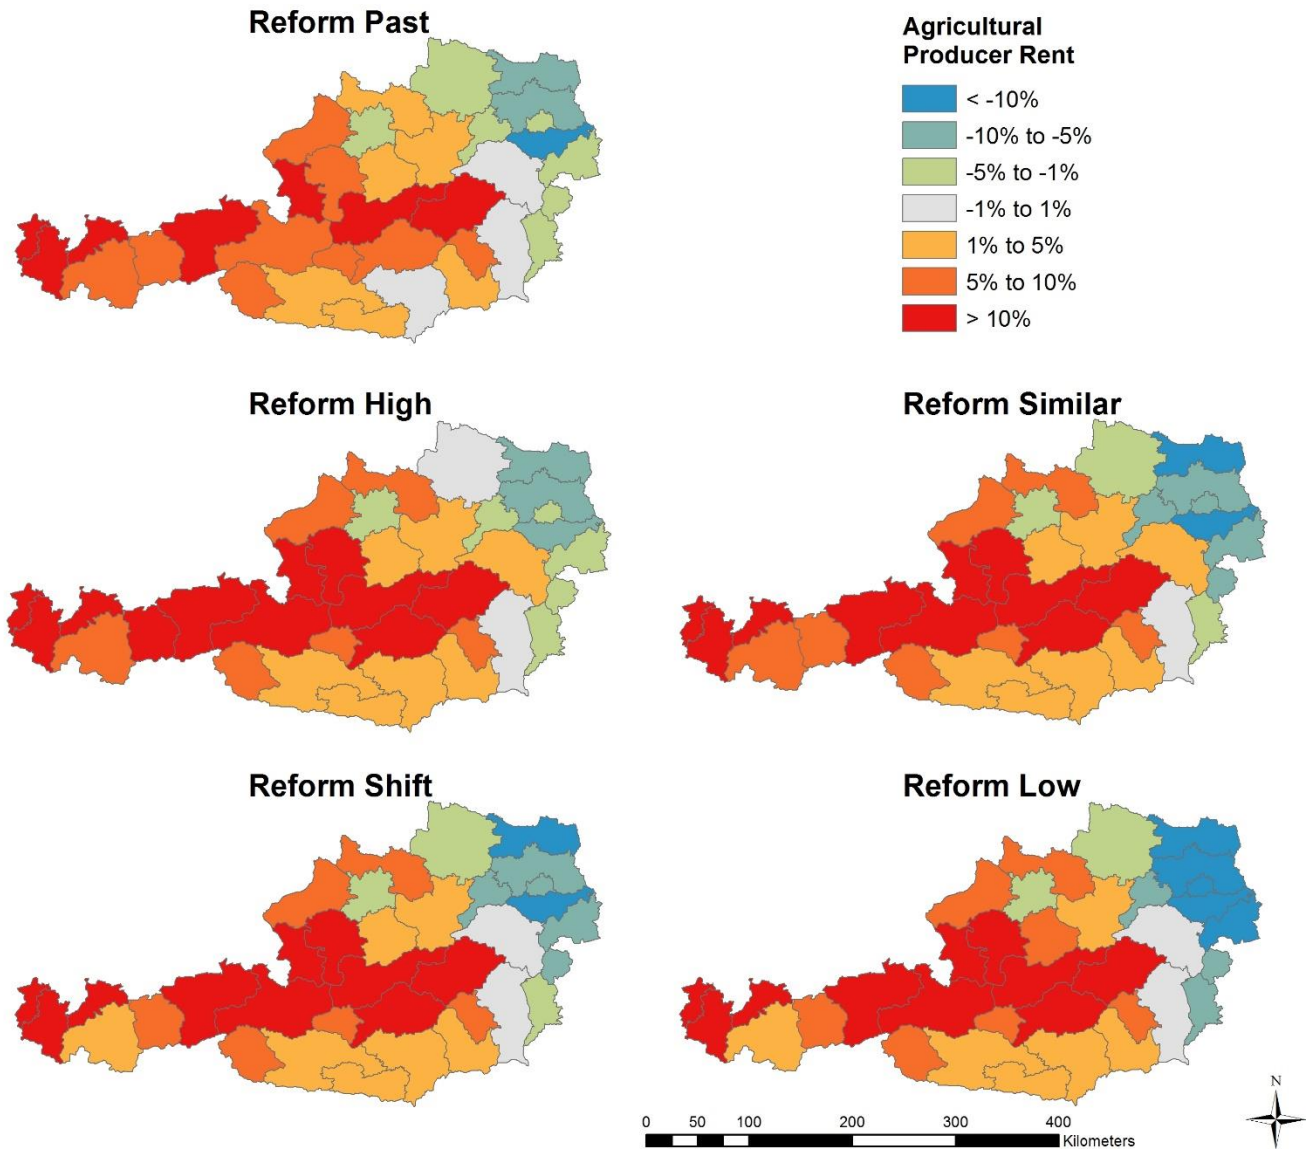 Reform Past
Agricultural
Producer Rent
< -10%
-10% to -5%
-5% to -1%
-1% to 1%
1% to 5%
5% to 10%
> 10%
Reform High
Reform Similar
Reform Shift
Reform Low
N
0 50 100 200 300 400
Kilometers